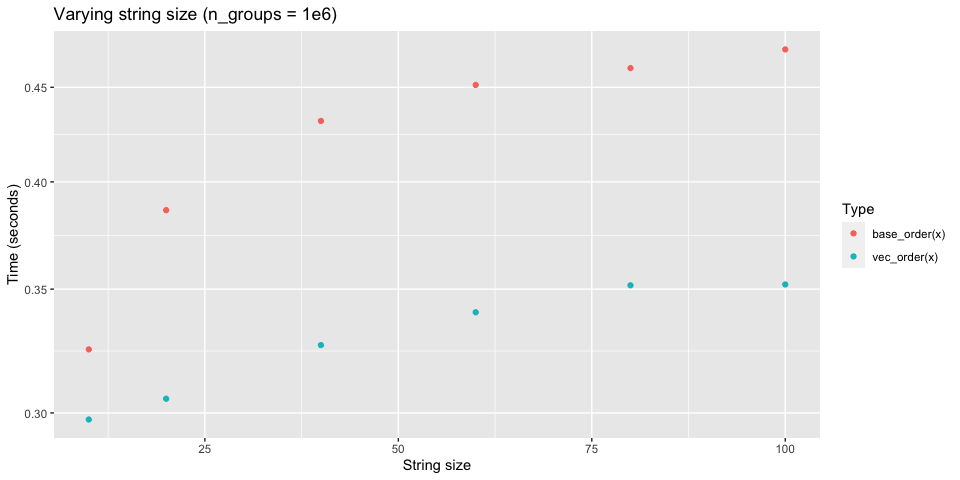 Varying string size (n_groups = 1e6)
Time (seconds)
0.45
0.40
0.35
0.30
25
50
75
100
String size
Type
base_order(x)
vec_order(x)